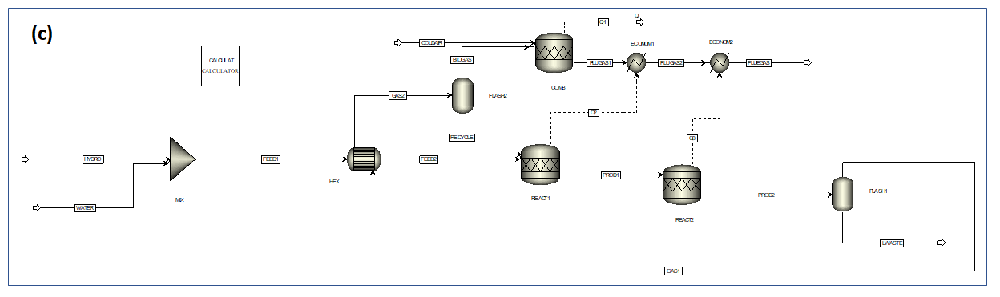 (c)
Q
Q1
COLDAIR
ECONOM1
ECONOM2
BIOGAS
CALCULAT
CALCULATOR
FLUGAS1
FLUGAS2
FLUEGAS
COMB
GAS2
FLASH2
Q2
RECYCLE
Q3
HYDRO
FEED1
FEED2
HEX
PROD1
MIX
REACT1
WATER
PROD2
FLASH1
REACT2
LWASTE
GAS1